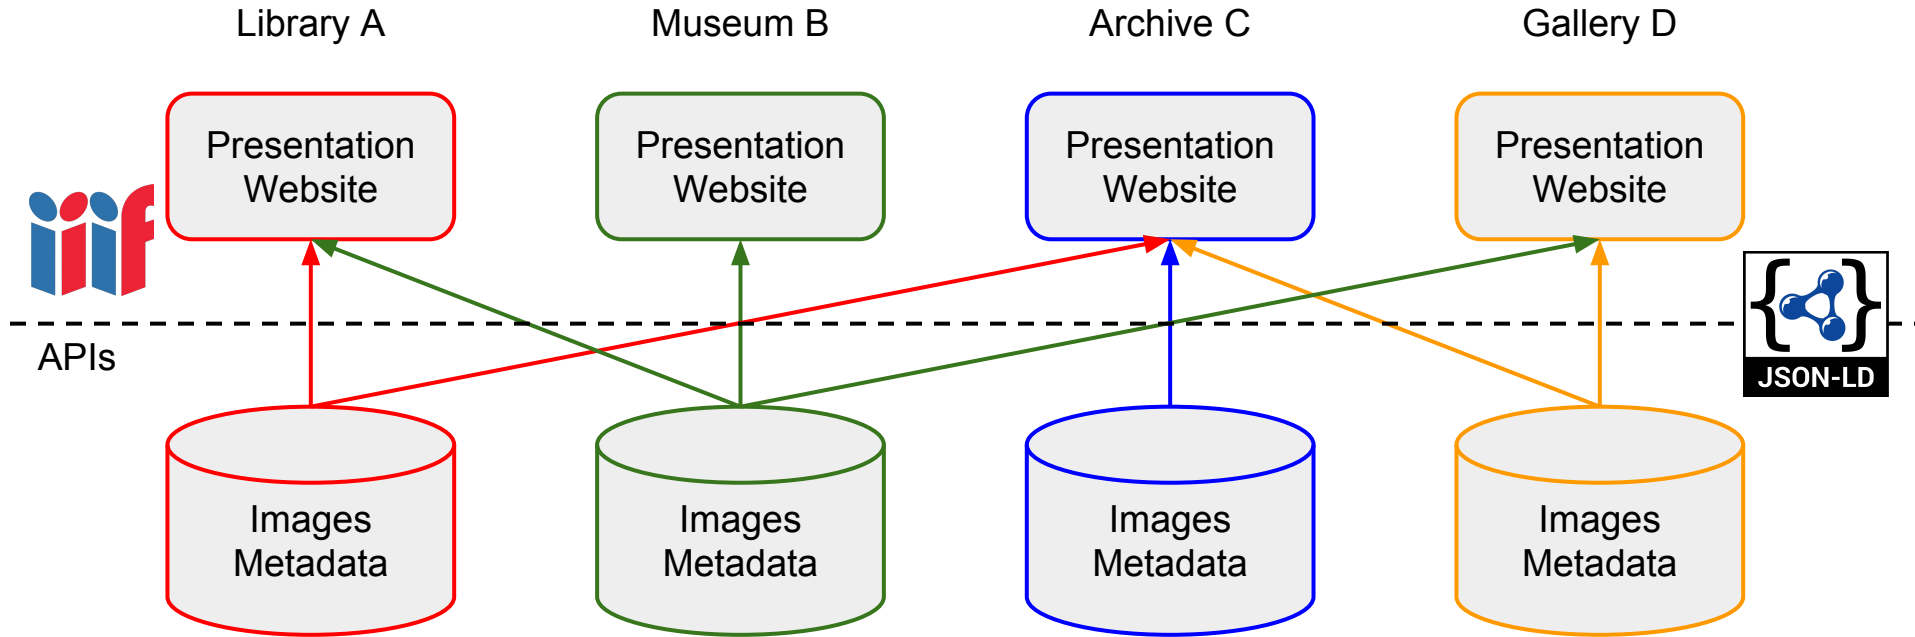 Library A
Museum B
Archive C
Gallery D
Presentation
Website
Presentation
Website
Presentation
Website
Presentation
Website
iiif
APIs
{ }
JSON-LD
Images
Metadata
Images
Metadata
Images
Metadata
Images
Metadata